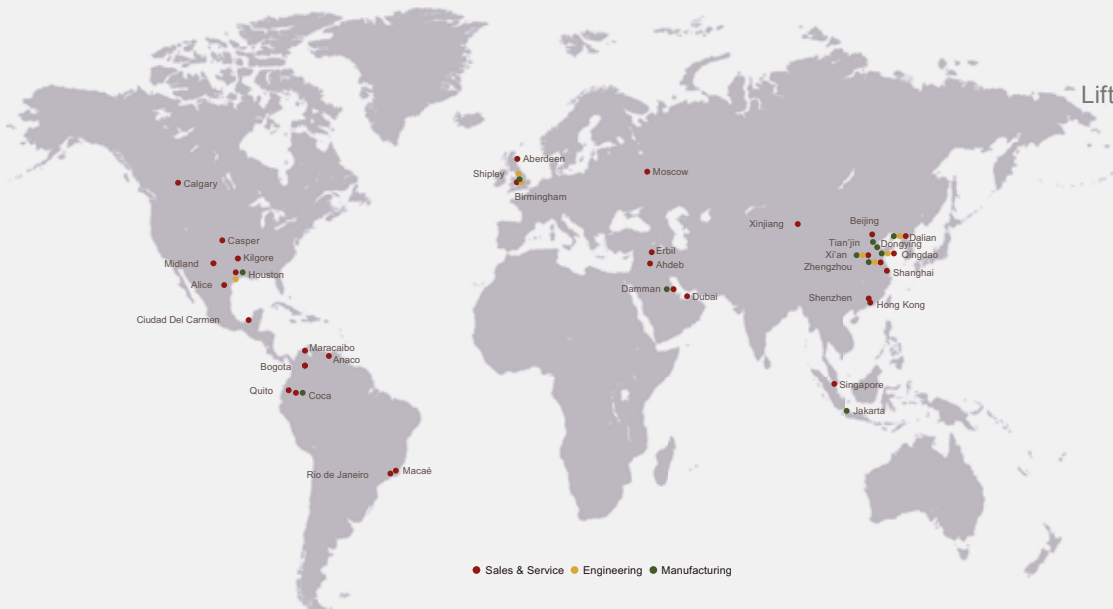 Lift
Aberdeen
Shipley
Moscow
Calgary
Birmingham
Xinjiang
Beijing
Casper
Tian'jin
Dongying
Dalian
Erbil
Kilgore
Xi'an
Qingdao
Midland
Ahdeb
Zhengzhou
Houston
Shanghai
Alice
Damman
Dubai
Shenzhen
Hong Kong
Ciudad Del Carmen
Maracaibo
Anaco
Bogota
Singapore
Quito
Coca
Jakarta
Rio de Janeiro
Macaé
Sales & Service Engineering Manufacturing